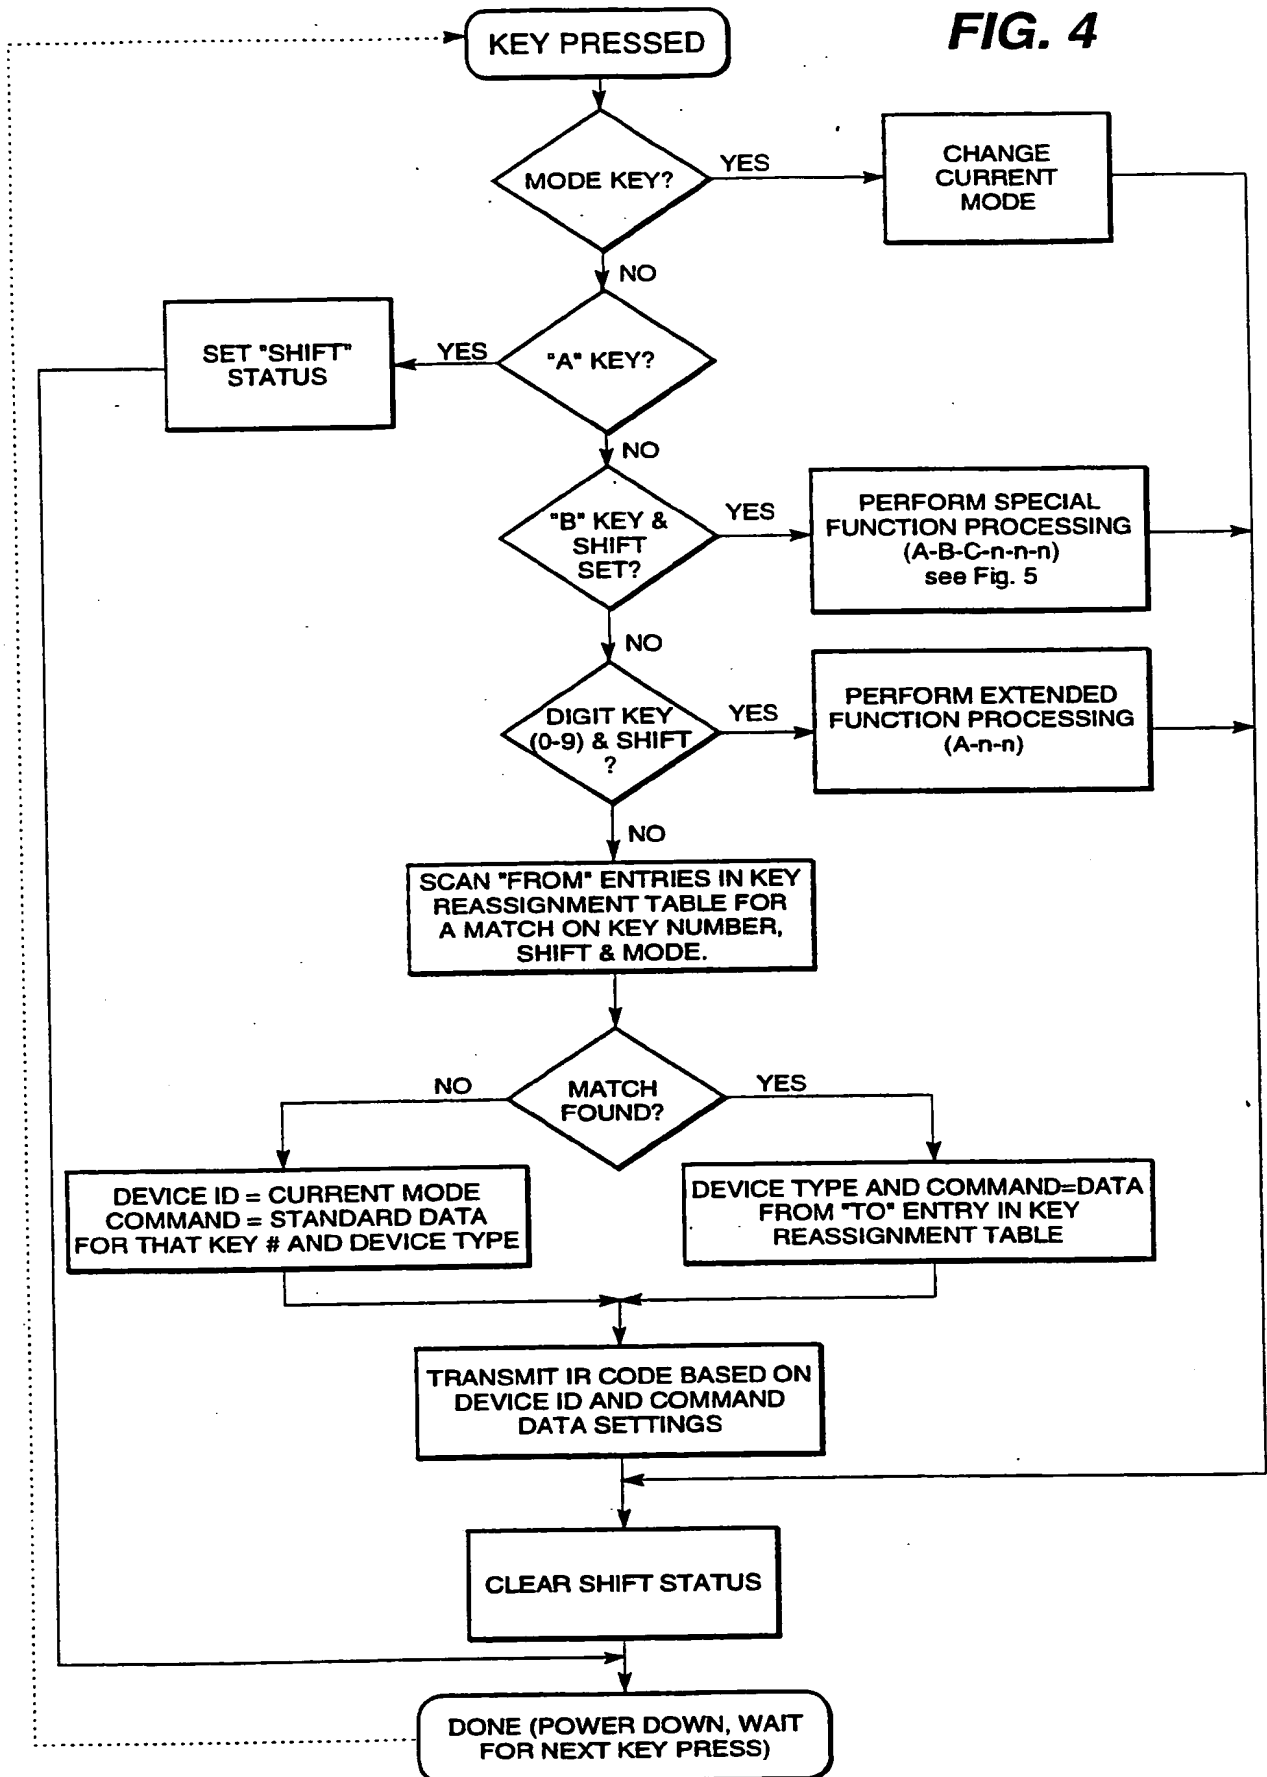 FIG. 4
KEY PRESSED
MODE KEY?
YES
CHANGE
CURRENT
MODE
NO
SET "SHIFT"
STATUS
YES
"A" KEY?
NO
"B" KEY &
SHIFT
SET?
YES
PERFORM SPECIAL
FUNCTION PROCESSING
(A-B-C-n-n-n)
see Fig. 5
NO
DIGIT KEY
(0-9) & SHIFT
?
YES
PERFORM EXTENDED
FUNCTION PROCESSING
(A-n-n)
NO
SCAN "FROM" ENTRIES IN KEY
REASSIGNMENT TABLE FOR
A MATCH ON KEY NUMBER,
SHIFT & MODE.
NO
MATCH
FOUND?
YES
DEVICE ID = CURRENT MODE
COMMAND = STANDARD DATA
FOR THAT KEY # AND DEVICE TYPE
DEVICE TYPE AND COMMAND=DATA
FROM "TO" ENTRY IN KEY
REASSIGNMENT TABLE
TRANSMIT IR CODE BASED ON
DEVICE ID AND COMMAND
DATA SETTINGS
CLEAR SHIFT STATUS
DONE (POWER DOWN, WAIT
FOR NEXT KEY PRESS)